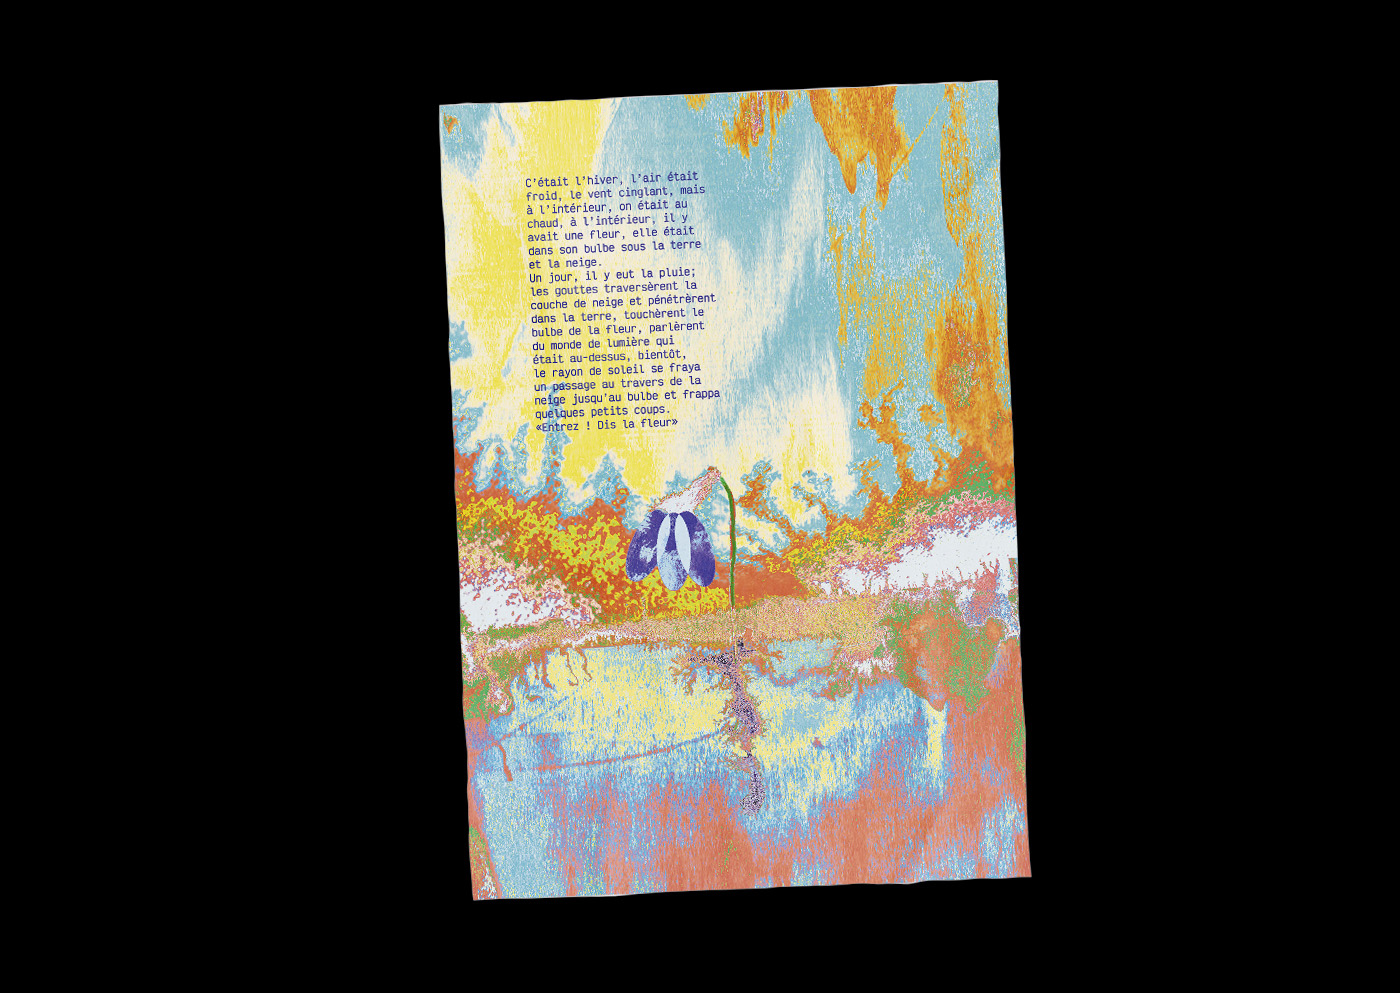 C’était l’hiver, l’air était
froid, le vent cinglant, mais
à l’intérieur, on était au
chaud, à l’intérieur, il y
avait une fleur, elle était
dans son bulbe sous la terre
et la neige.
Un jour, il y eut la pluie;
les gouttes traversèrent la
couche de neige et pénétrèrent
dans la terre, touchèrent le
bulbe de la fleur, parlèrent
du monde de lumière qui
était au-dessus, bientôt,
le rayon de soleil se fraya
un passage au travers de la
neige jusqu’au bulbe et frappa
quelques petits coups.
«Entrez ! Dis la fleur»